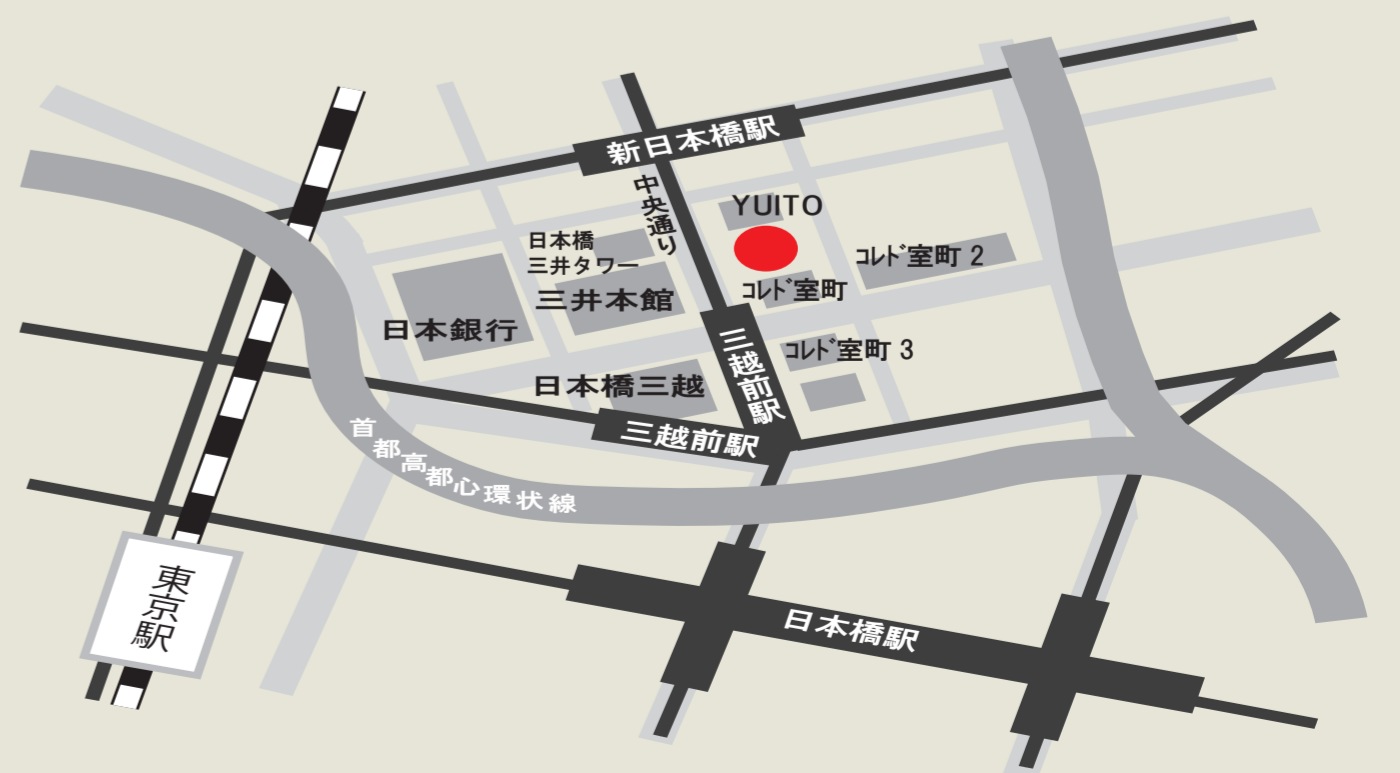 新日本橋駅
中央通り
YUITO
日本橋
三井タワー
コレド室町 2
三井本館
コレド室町
日本銀行
三越前駅
コレド室町 3
日本橋三越
三越前駅
首都高都心環状線
東京駅
日本橋駅